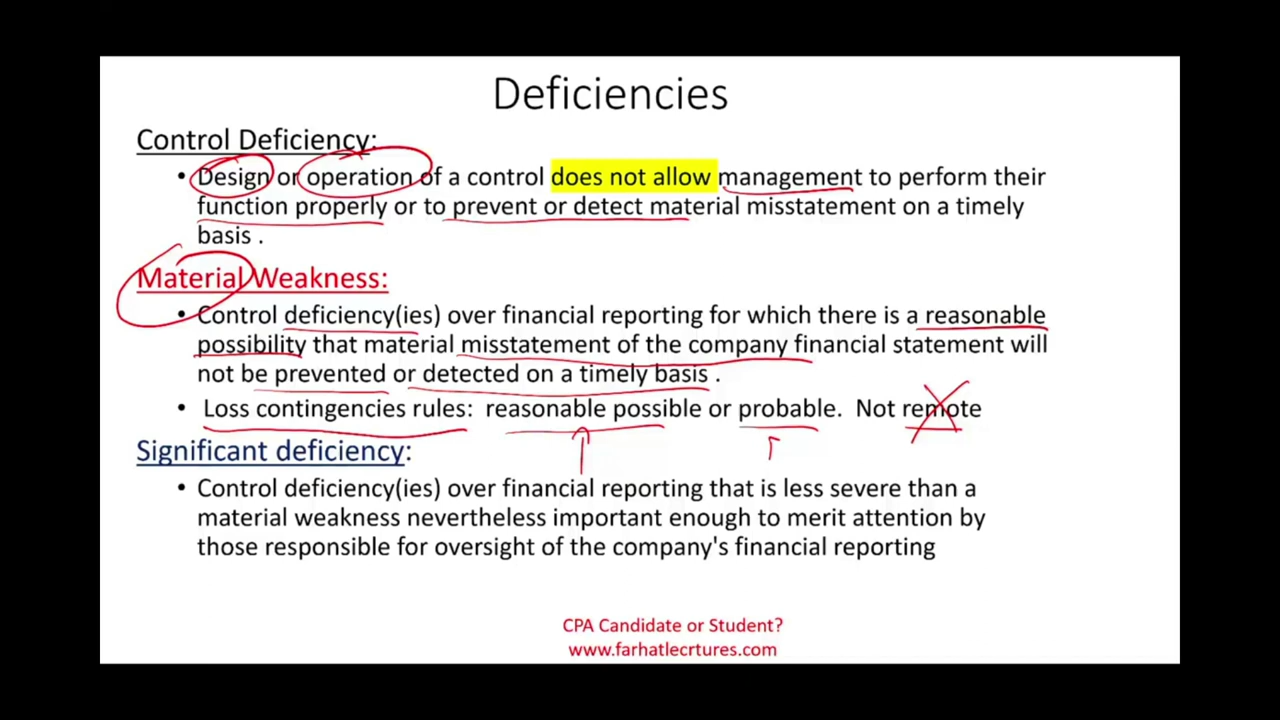 Deficiencies
Control Deficiency:
• Design or operation of a control does not allow management to perform their
function properly or to prevent or detect material misstatement on a timely
basis .
Material Weakness:
• Control deficiency(ies) over financial reporting for which there is a reasonable
possibility that material misstatement of the company financial statement will
not be prevented or detected on a timely basis .
• Loss contingencies rules: reasonable possible or probable. Not remote
Significant deficiency:
• Control deficiency(ies) over financial reporting that is less severe than a
material weakness nevertheless important enough to merit attention by
those responsible for oversight of the company's financial reporting
CPA Candidate or Student?
www.farhatlecrtures.com